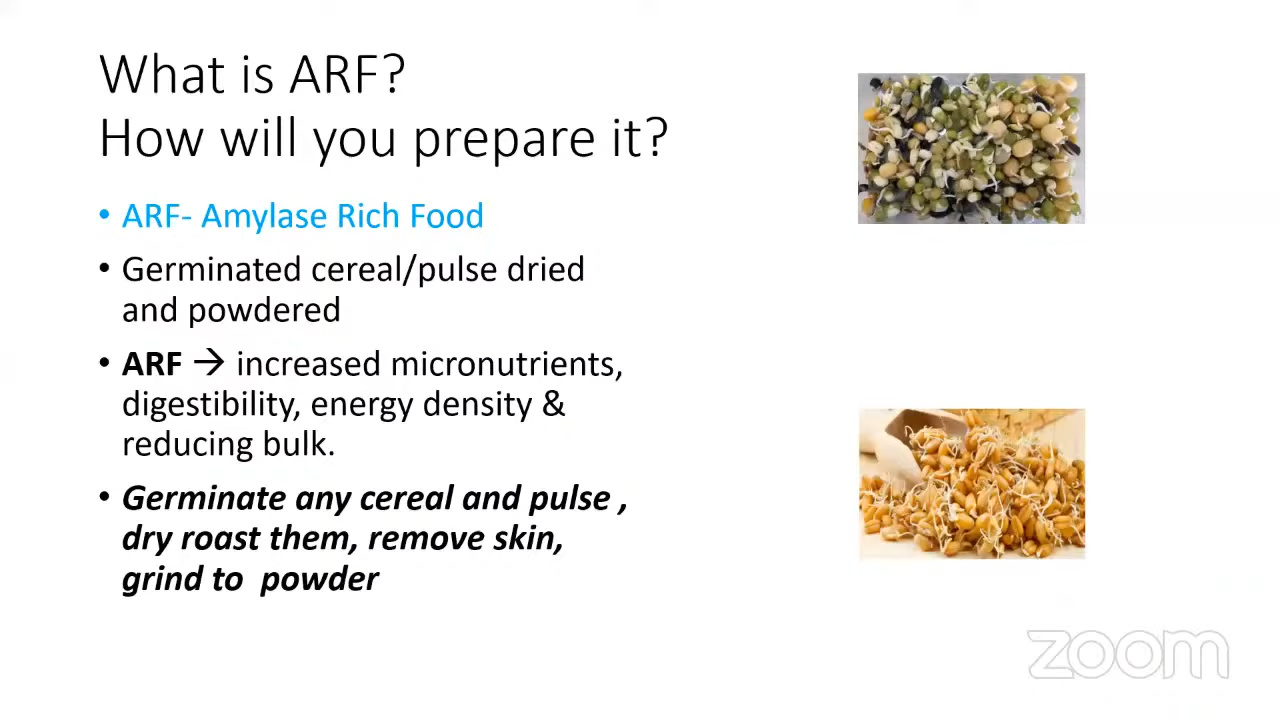 What is ARF?
How will you prepare it?
• ARF- Amylase Rich Food
• Germinated cereal/pulse dried
and powdered
• ARF → increased micronutrients,
digestibility, energy density &
reducing bulk.
• Germinate any cereal and pulse ,
dry roast them, remove skin,
grind to  powder
zoom